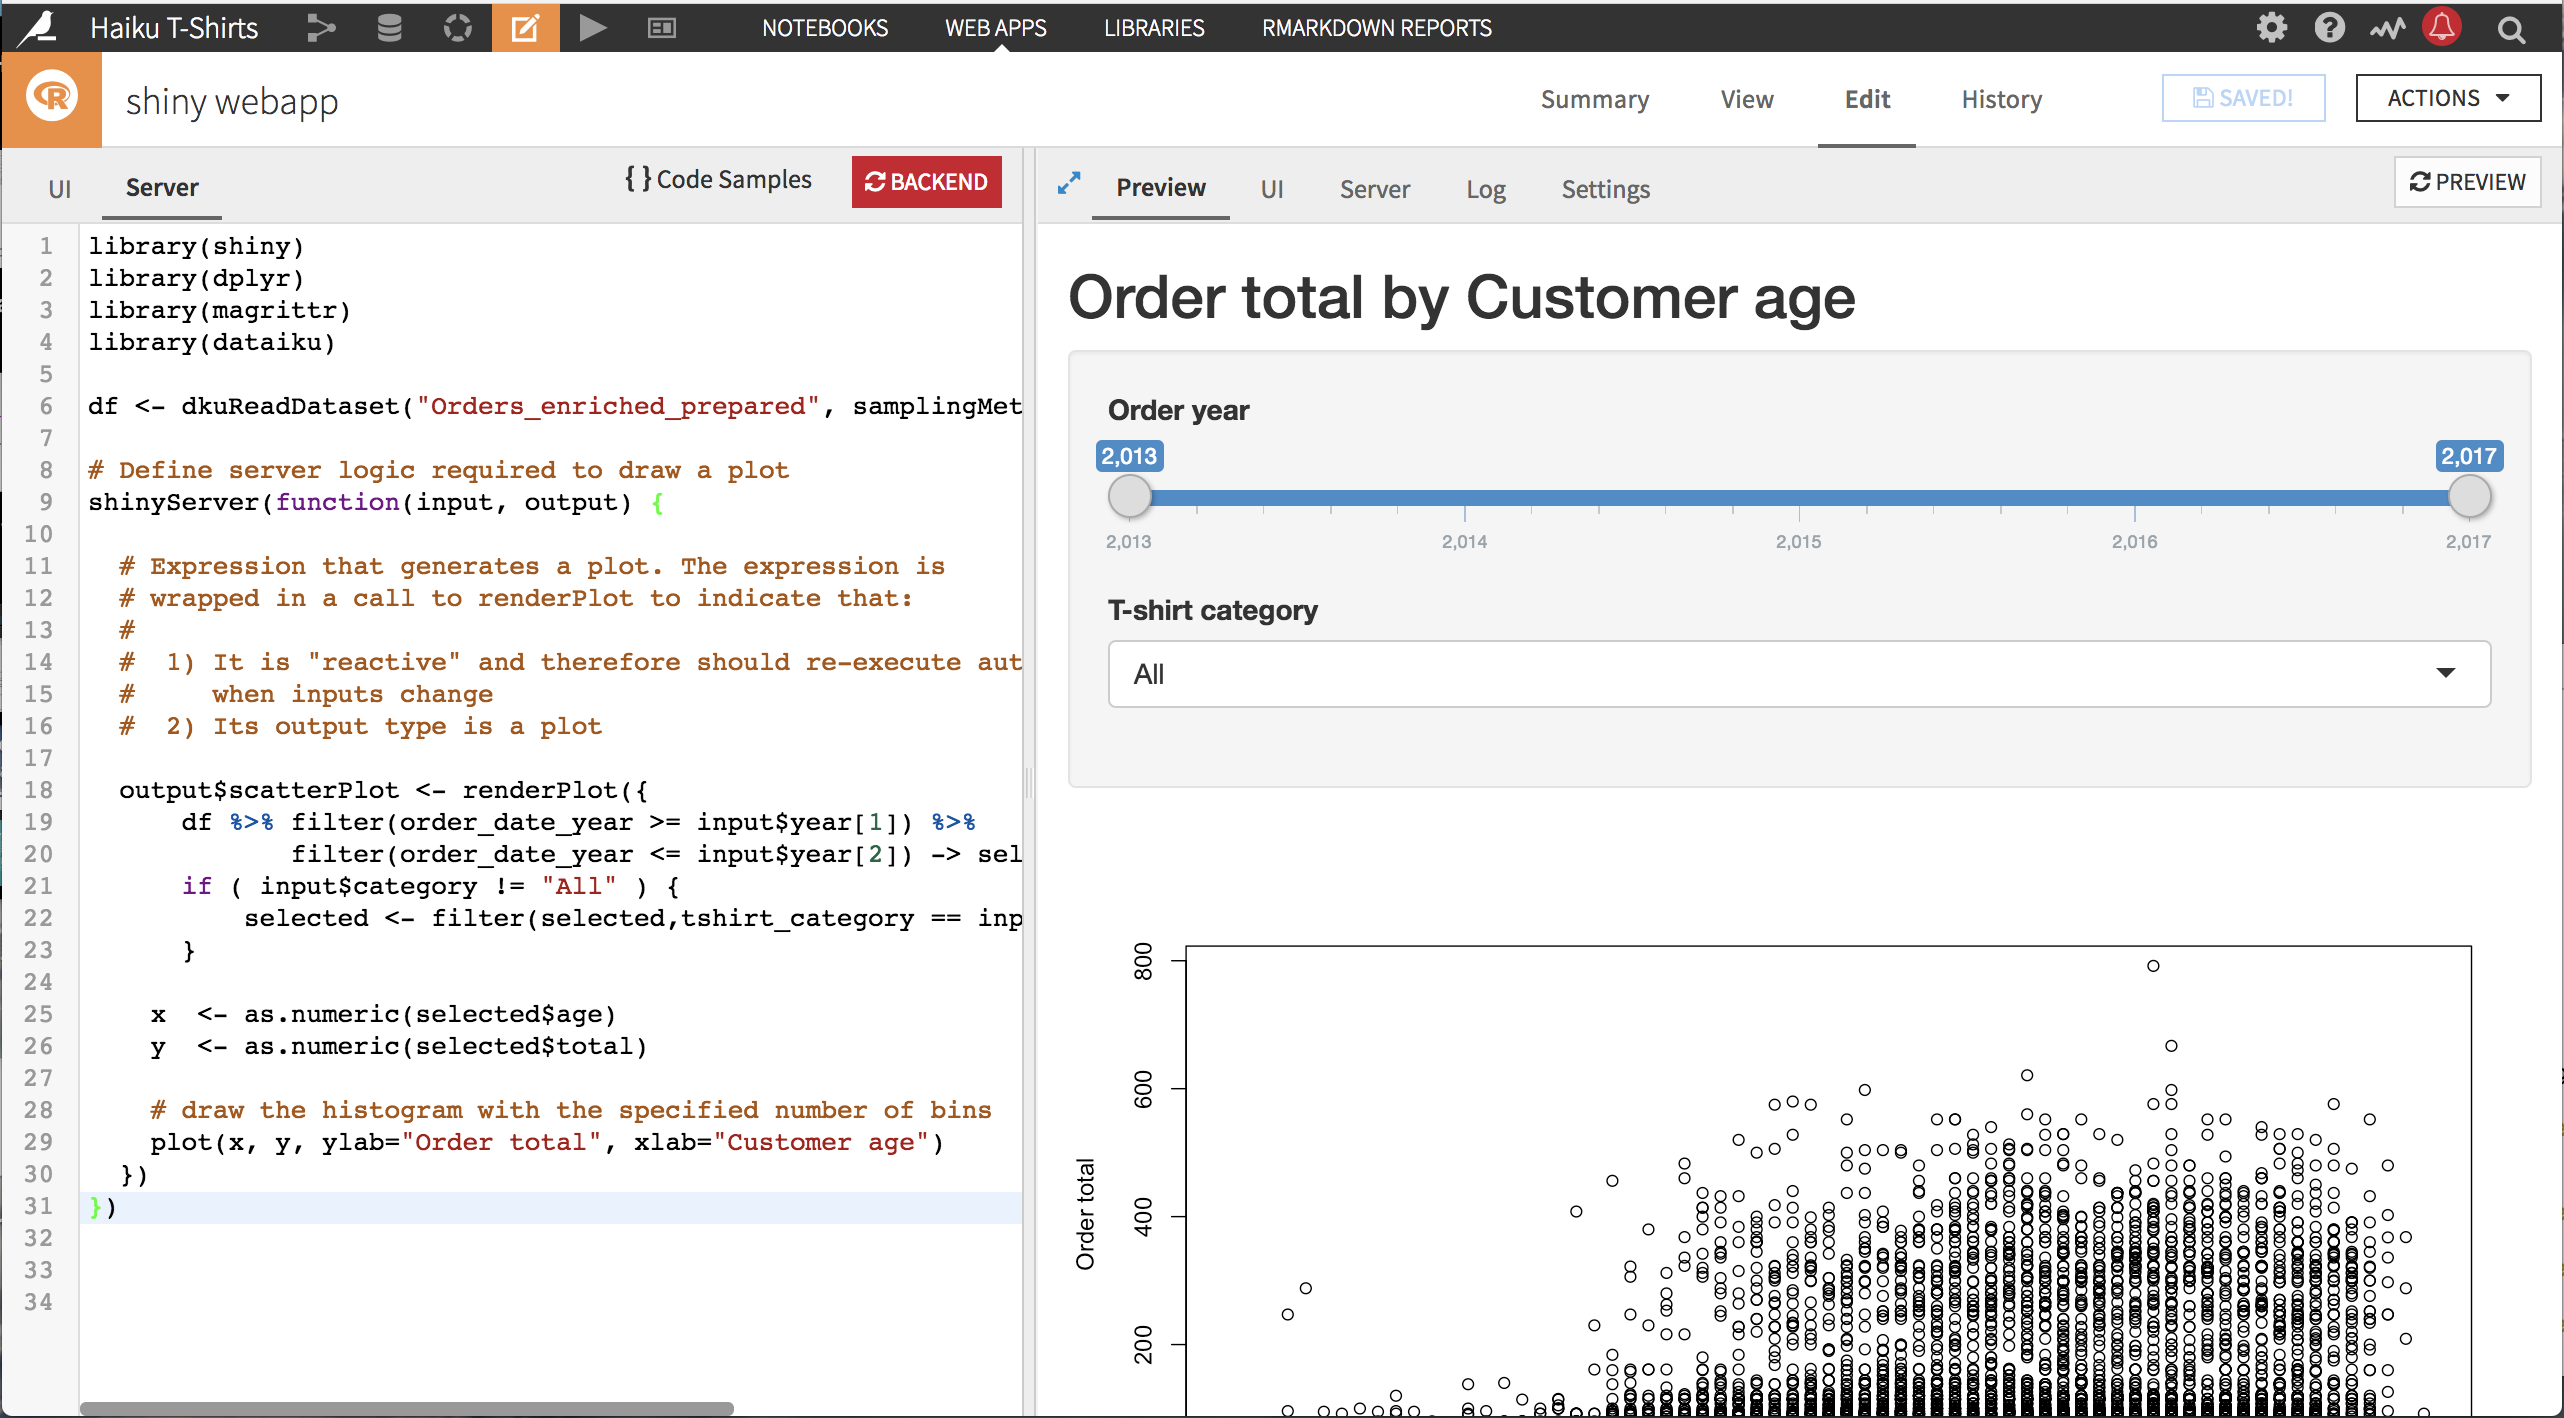 Haiku T-Shirts NOTEBOOKS WEB APPS LIBRARIES RMARKDOWN REPORTS
R shiny webapp Summary View Edit History SAVED! ACTIONS
UI Server { } Code Samples BACKEND
Preview UI Server Log Settings PREVIEW
1 library(shiny)
2 library(dplyr)
3 library(magrittr)
4 library(dataiku)
5
6 df <- dkuReadDataset("Orders_enriched_prepared", samplingMet
7
8 # Define server logic required to draw a plot
9 shinyServer(function(input, output) {
10
11 # Expression that generates a plot. The expression is
12 # wrapped in a call to renderPlot to indicate that:
13 #
14 # 1) It is "reactive" and therefore should re-execute aut
15 # when inputs change
16 # 2) Its output type is a plot
17
18 output$scatterPlot <- renderPlot({
19 df %>% filter(order_date_year >= input$year[1]) %>%
20 filter(order_date_year <= input$year[2]) -> sel
21 if ( input$category != "All" ) {
22 selected <- filter(selected,tshirt_category == inp
23 }
24
25 x <- as.numeric(selected$age)
26 y <- as.numeric(selected$total)
27
28 # draw the histogram with the specified number of bins
29 plot(x, y, ylab="Order total", xlab="Customer age")
30 })
31 })
32
33
34
Order total by Customer age
Order year
2,013 2,017
2,013 2,014 2,015 2,016 2,017
T-shirt category
All
800
600
400
200
Order total